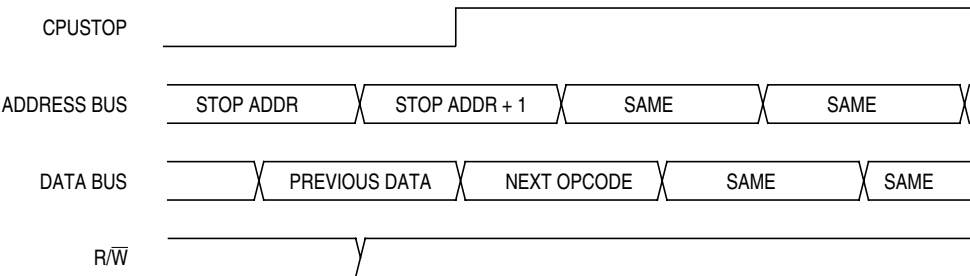 CPUSTOP
ADDRESS BUS STOP ADDR STOP ADDR + 1 SAME SAME
DATA BUS PREVIOUS DATA NEXT OPCODE SAME SAME
R/W̅